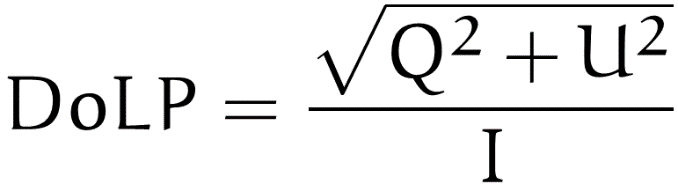 DoLP = √(Q² + U²) / I